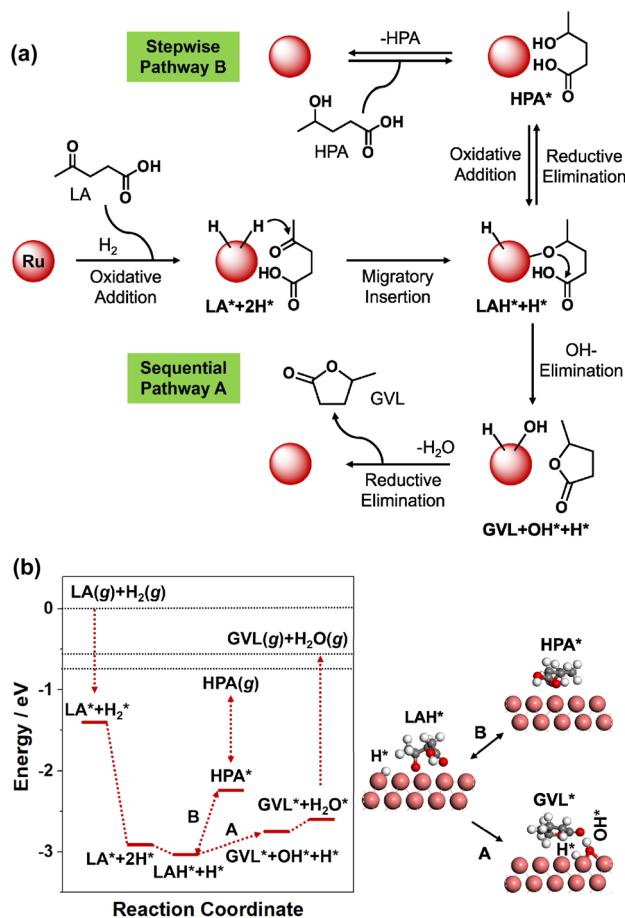 (a)
Stepwise
Pathway B
-HPA
HO
HO
O
HPA*
OH
OH
O
HPA
Oxidative
Addition
Reductive
Elimination
O
OH
O
LA
Ru
H₂
Oxidative
Addition
H
H
O
HO
O
LA*+2H*
Migratory
Insertion
H
O
HO
O
LAH*+H*
Sequential
Pathway A
O
O
GVL
OH-
Elimination
-H₂O
Reductive
Elimination
H
OH
O
O
GVL+OH*+H*
(b)
LA(g)+H₂(g)
GVL(g)+H₂O(g)
HPA(g)
LA*+H₂*
HPA*
B
A
GVL*+H₂O*
LA*+2H*
LAH*+H*
GVL*+OH*+H*
0
-1
-2
-3
Energy / eV
Reaction Coordinate
HPA*
LAH*
H*
B
A
GVL*
H*
OH*